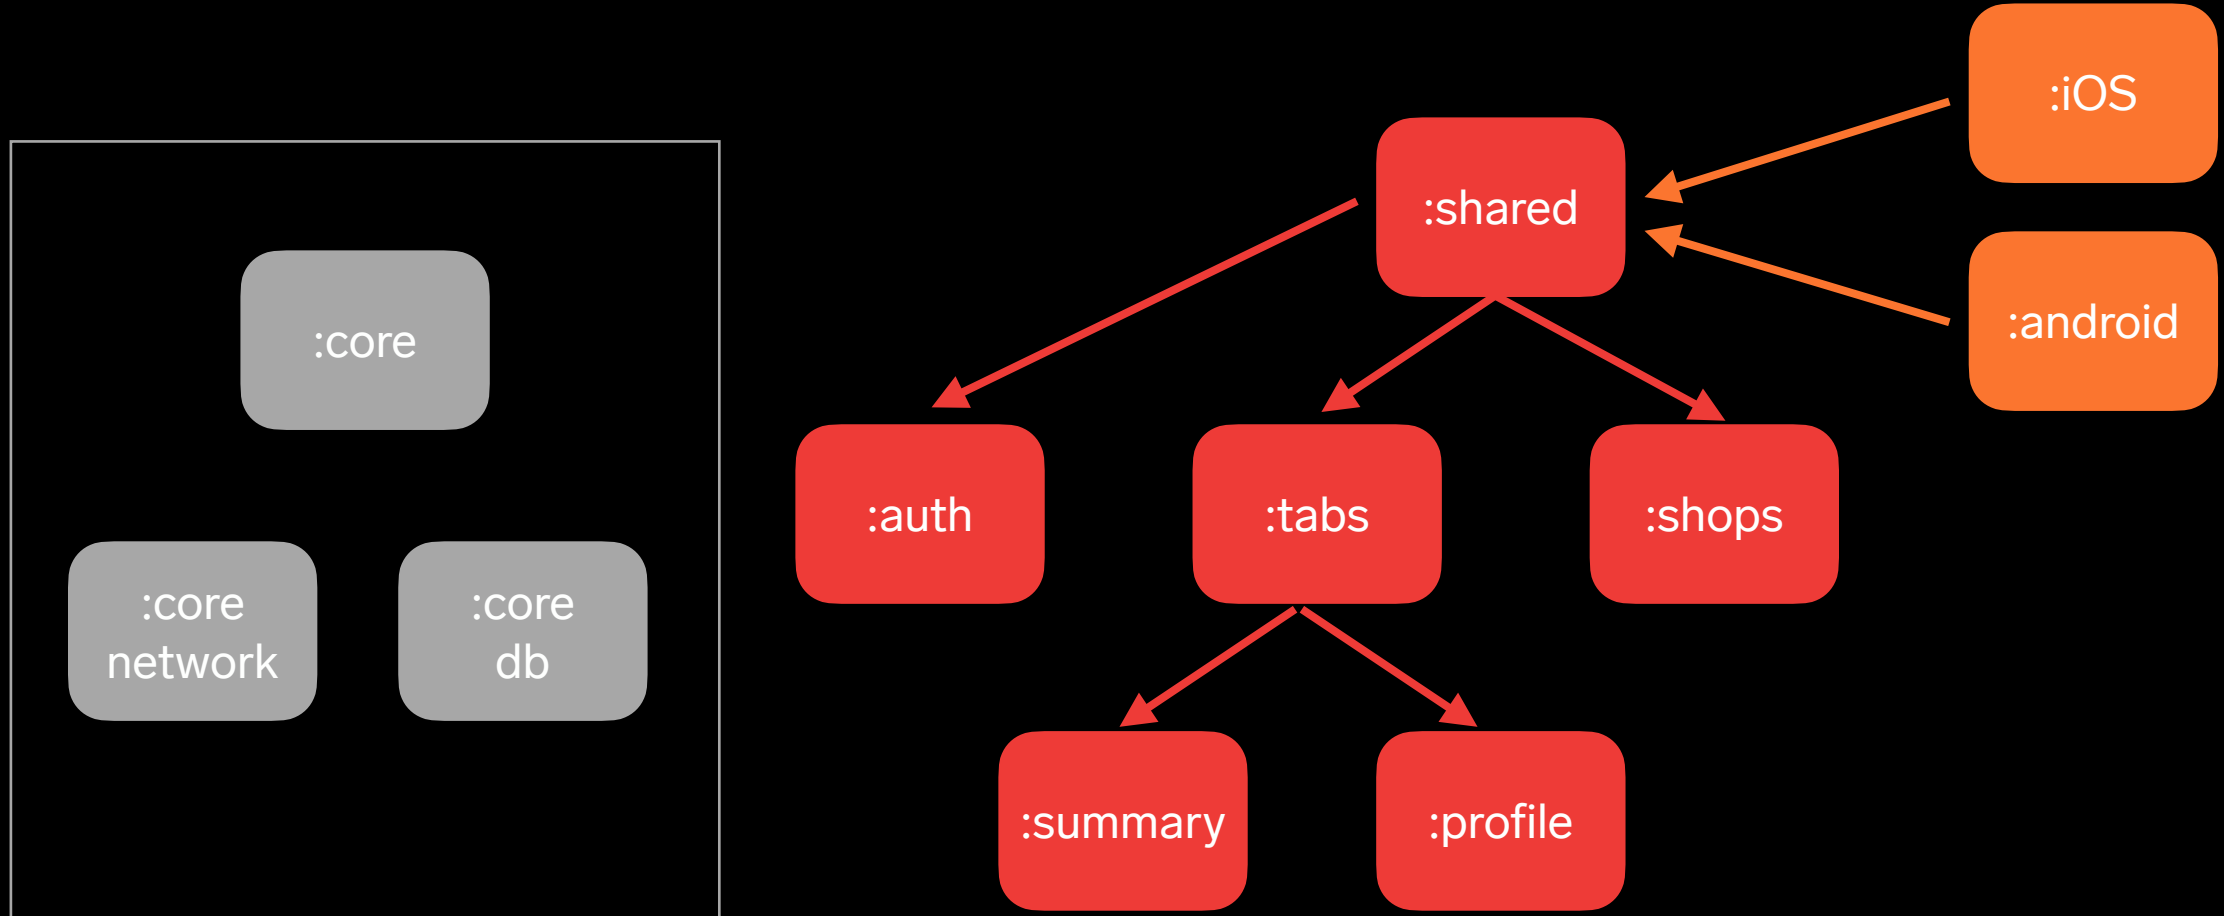 :iOS
:shared
:android
:core
:auth
:tabs
:shops
:core
network
:core
db
:summary
:profile